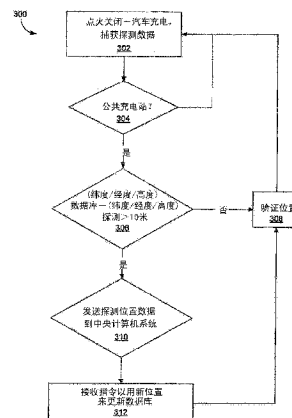 300
点火关闭－汽车充电，
捕获探测数据
302
公共充电站？
304
是
(纬度/经度/高度)
数据库－(纬度/经度/高度)
探测＞10米
306
否
验证位置
308
是
发送探测位置数据
到中央计算机系统
310
接收指令以用新位置
来更新数据库
312